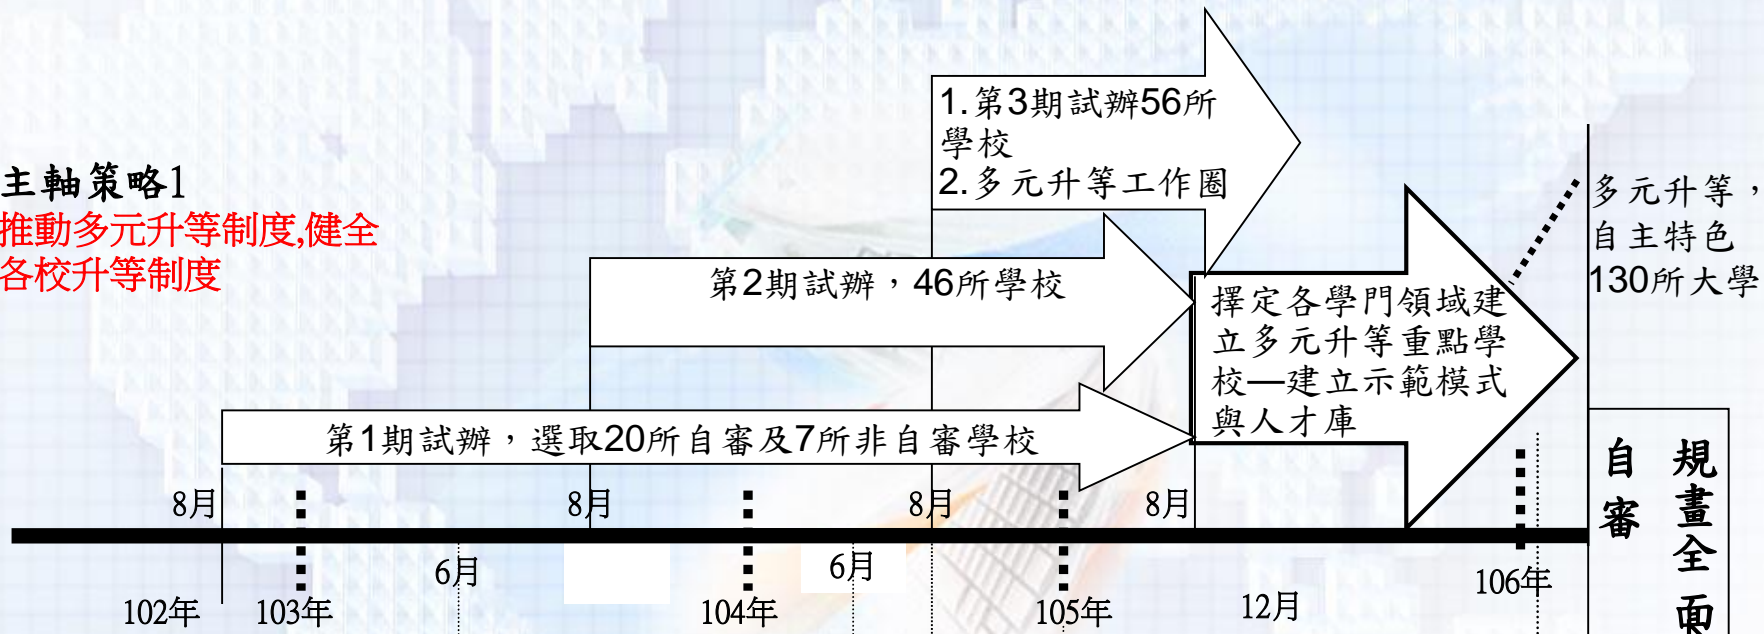 主軸策略1
推動多元升等制度,健全
各校升等制度
1.第3期試辦56所
學校
2.多元升等工作圈
第2期試辦，46所學校
擇定各學門領域建
立多元升等重點學
校—建立示範模式
與人才庫
第1期試辦，選取20所自審及7所非自審學校
多元升等，
自主特色
130所大學
8月
8月
8月
8月
6月
6月
12月
102年
103年
104年
105年
106年
規畫全面
自審